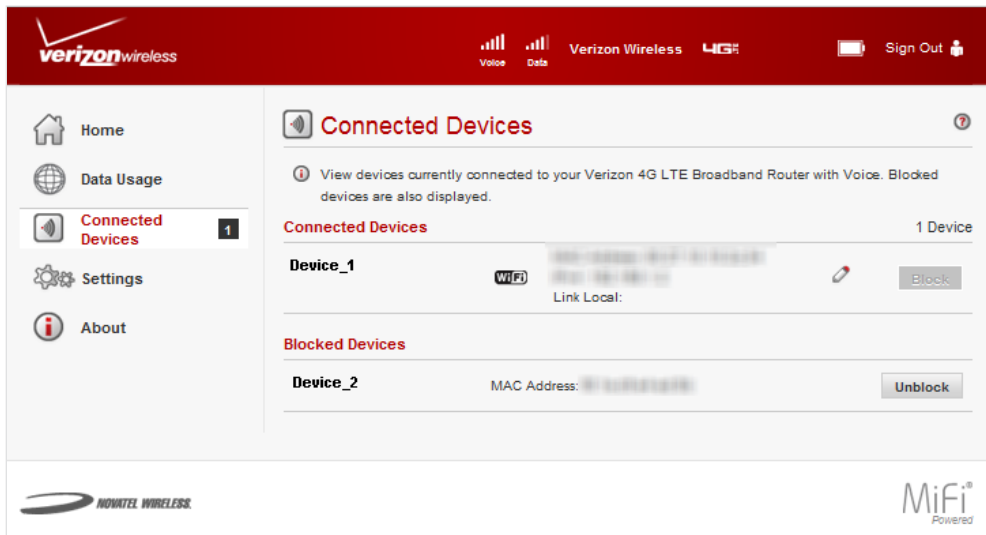 verizonwireless
Voice
Data
Verizon Wireless
4G LTE
Sign Out
Home
Data Usage
Connected
Devices
1
Settings
About
Connected Devices
?
View devices currently connected to your Verizon 4G LTE Broadband Router with Voice. Blocked
devices are also displayed.
Connected Devices
1 Device
Device_1
WiFi
Link Local:
Block
Blocked Devices
Device_2
MAC Address:
Unblock
NOVATEL WIRELESS.
MiFi®
Powered